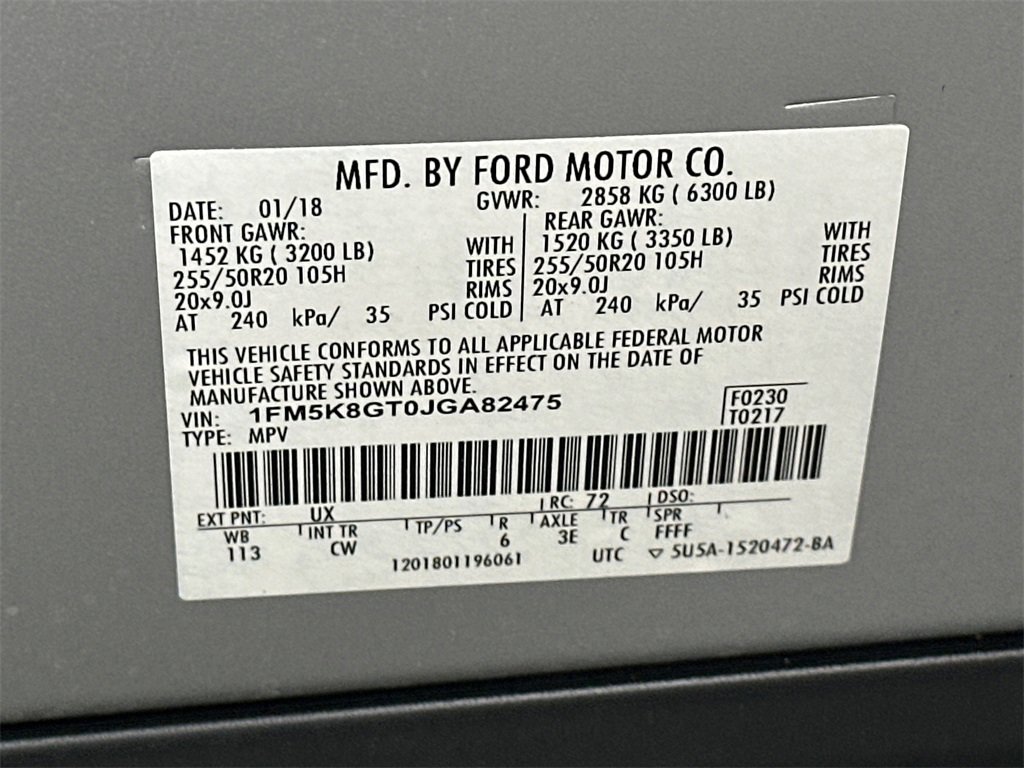 MFD. BY FORD MOTOR CO.
DATE: 01/18 GVWR: 2858 KG ( 6300 LB)
FRONT GAWR: REAR GAWR:
1452 KG ( 3200 LB) WITH 1520 KG ( 3350 LB) WITH
255/50R20 105H TIRES 255/50R20 105H TIRES
20x9.0J RIMS 20x9.0J RIMS
AT 240 kPa/ 35 PSI COLD AT 240 kPa/ 35 PSI COLD
THIS VEHICLE CONFORMS TO ALL APPLICABLE FEDERAL MOTOR
VEHICLE SAFETY STANDARDS IN EFFECT ON THE DATE OF
MANUFACTURE SHOWN ABOVE.
VIN: 1FM5K8GT0JGA82475 F0230
TYPE: MPV T0217
EXT PNT: UX RC: 72 DSO:
WB INT TR TP/PS R AXLE TR SPR
113 CW 6 3E C FFFF
1201801196061 UTC ▽ 5U5A-1520472-BA